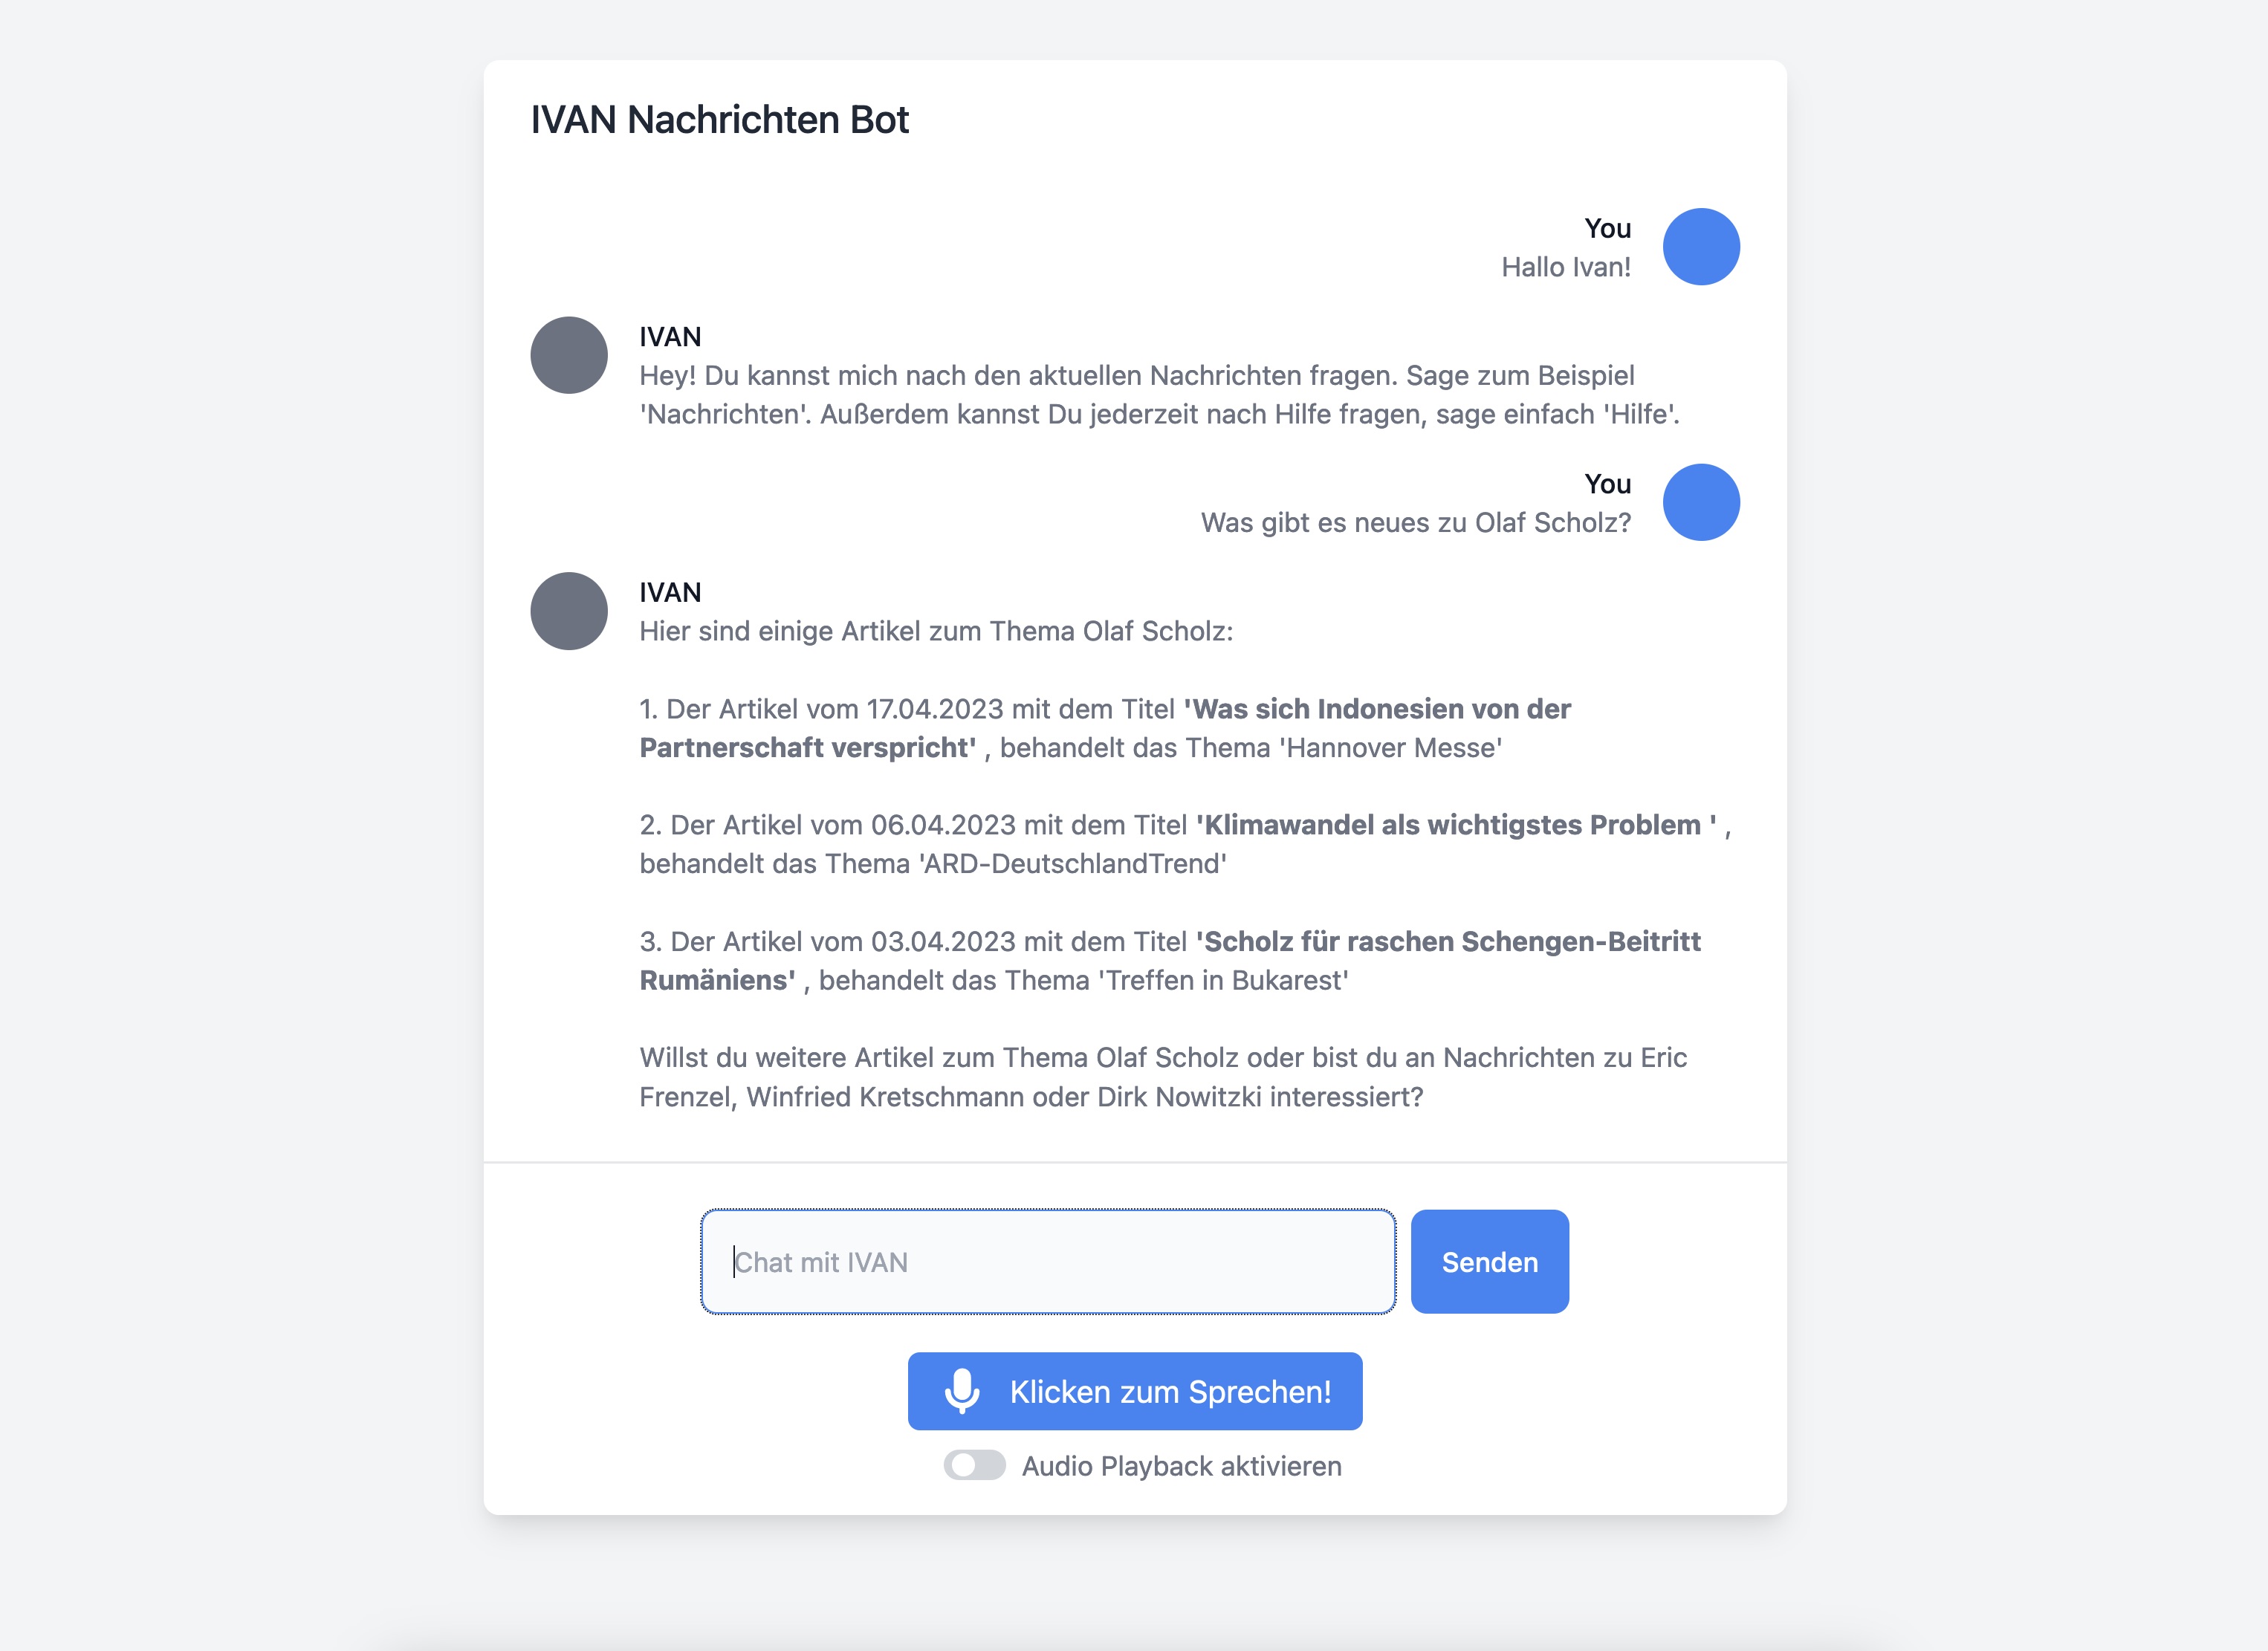 IVAN Nachrichten Bot
You
Hallo Ivan!
IVAN
Hey! Du kannst mich nach den aktuellen Nachrichten fragen. Sage zum Beispiel
'Nachrichten'. Außerdem kannst Du jederzeit nach Hilfe fragen, sage einfach 'Hilfe'.
You
Was gibt es neues zu Olaf Scholz?
IVAN
Hier sind einige Artikel zum Thema Olaf Scholz:
1. Der Artikel vom 17.04.2023 mit dem Titel 'Was sich Indonesien von der
Partnerschaft verspricht' , behandelt das Thema 'Hannover Messe'
2. Der Artikel vom 06.04.2023 mit dem Titel 'Klimawandel als wichtigstes Problem ' ,
behandelt das Thema 'ARD-DeutschlandTrend'
3. Der Artikel vom 03.04.2023 mit dem Titel 'Scholz für raschen Schengen-Beitritt
Rumäniens' , behandelt das Thema 'Treffen in Bukarest'
Willst du weitere Artikel zum Thema Olaf Scholz oder bist du an Nachrichten zu Eric
Frenzel, Winfried Kretschmann oder Dirk Nowitzki interessiert?
Chat mit IVAN
Senden
Klicken zum Sprechen!
Audio Playback aktivieren